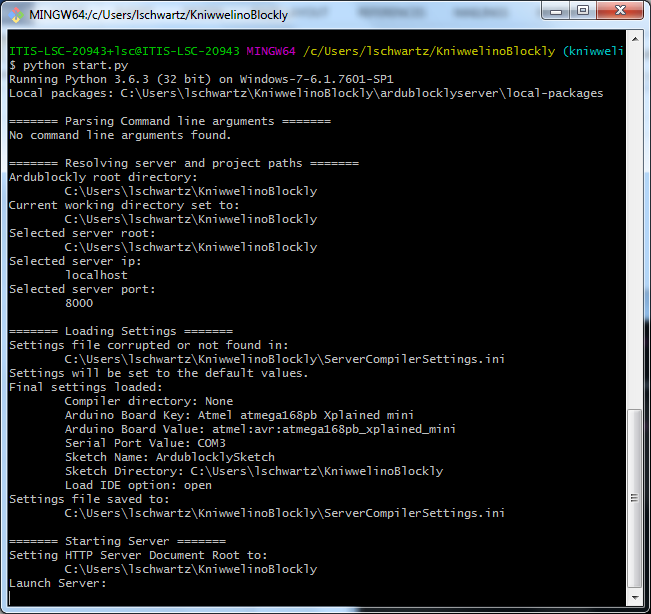 MINGW64:/c/Users/lschwartz/KniwwelinoBlockly
ITIS-LSC-20943+lsc@ITIS-LSC-20943 MINGW64 /c/Users/lschwartz/KniwwelinoBlockly (kniwweli
$ python start.py
Running Python 3.6.3 (32 bit) on Windows-7-6.1.7601-SP1
Local packages: C:\Users\lschwartz\KniwwelinoBlockly\ardublocklyserver\local-packages
======= Parsing Command line arguments =======
No command line arguments found.
======= Resolving server and project paths =======
Ardublockly root directory:
C:\Users\lschwartz\KniwwelinoBlockly
Current working directory set to:
C:\Users\lschwartz\KniwwelinoBlockly
Selected server root:
C:\Users\lschwartz\KniwwelinoBlockly
Selected server ip:
localhost
Selected server port:
8000
======= Loading Settings =======
Settings file corrupted or not found in:
C:\Users\lschwartz\KniwwelinoBlockly\ServerCompilerSettings.ini
Settings will be set to the default values.
Final settings loaded:
Compiler directory: None
Arduino Board Key: Atmel atmega168pb Xplained mini
Arduino Board Value: atmel:avr:atmega168pb_xplained_mini
Serial Port Value: COM3
Sketch Name: ArdublocklySketch
Sketch Directory: C:\Users\lschwartz\KniwwelinoBlockly
Load IDE option: open
Settings file saved to:
C:\Users\lschwartz\KniwwelinoBlockly\ServerCompilerSettings.ini
======= Starting Server =======
Setting HTTP Server Document Root to:
C:\Users\lschwartz\KniwwelinoBlockly
Launch Server: